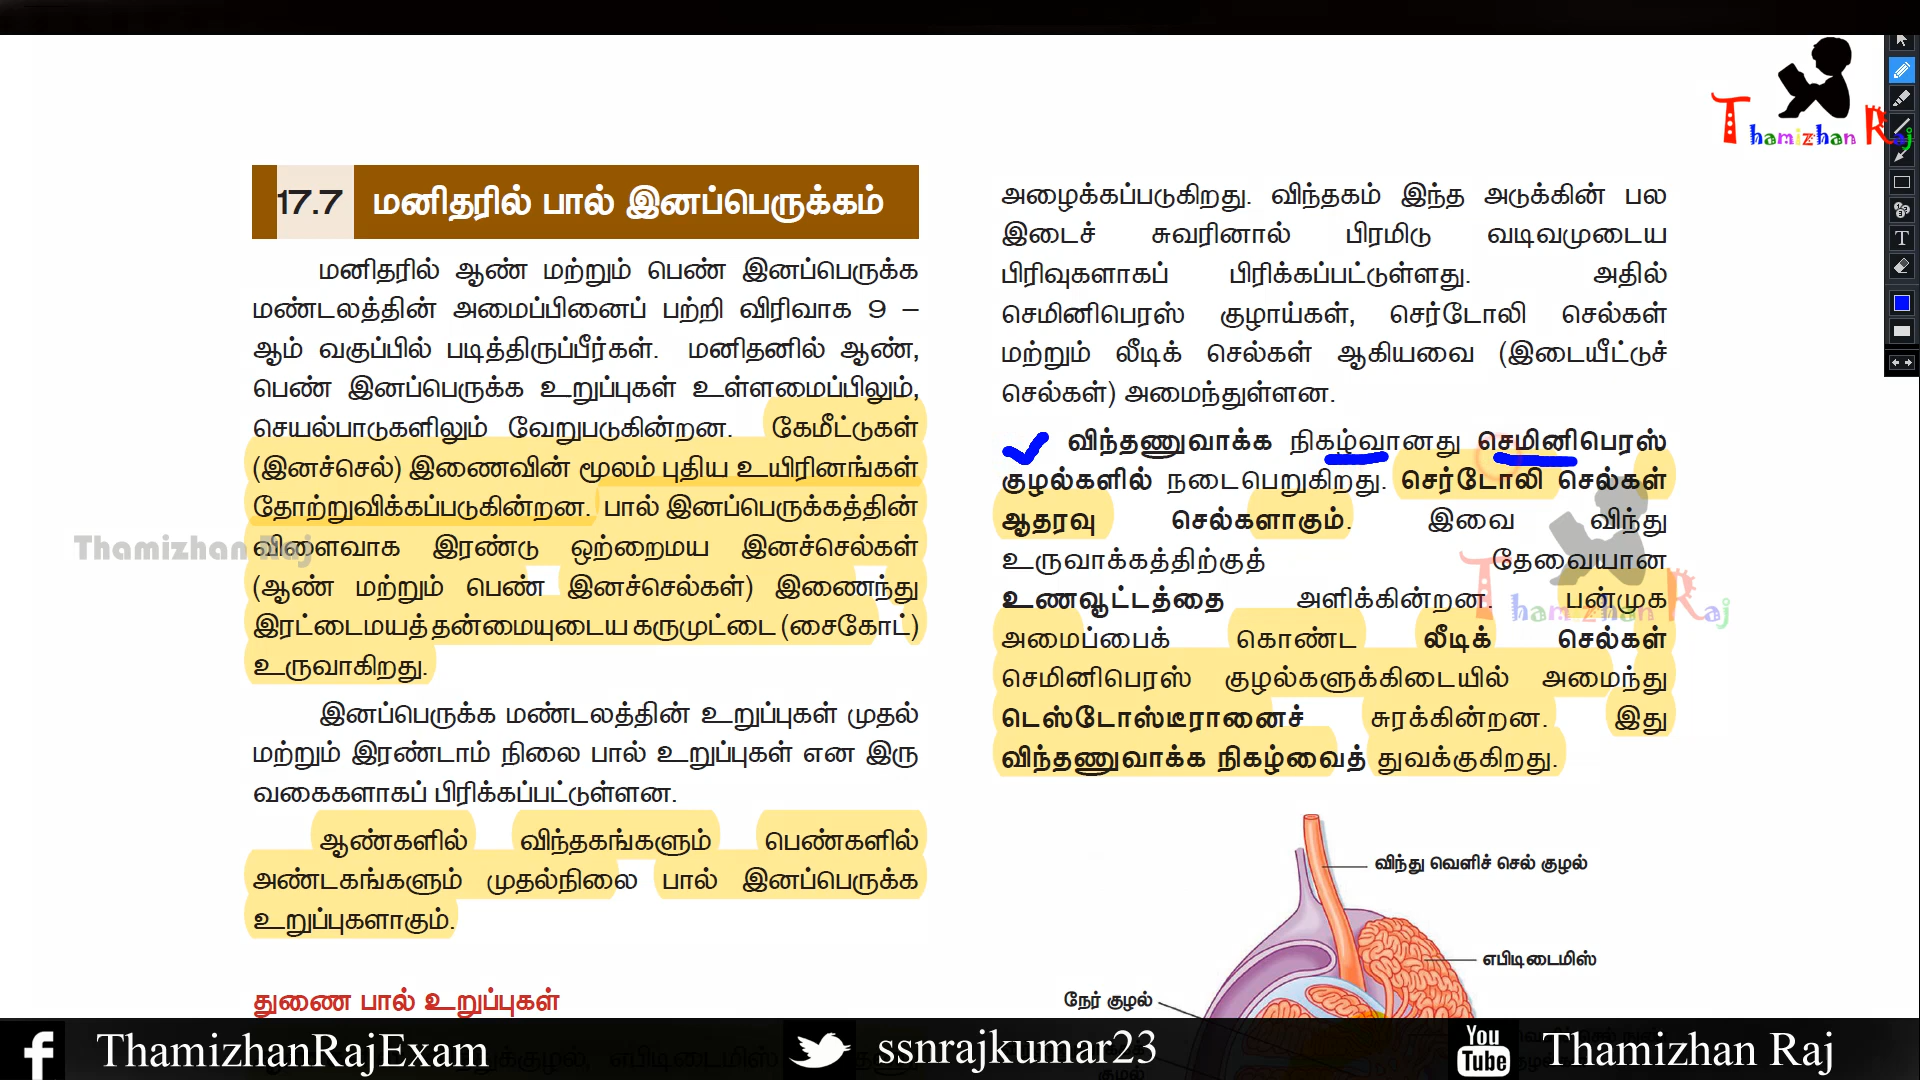 Thamizhan Raj
17.7 மனிதரில் பால் இனப்பெருக்கம்
மனிதரில் ஆண் மற்றும் பெண் இனப்பெருக்க
மண்டலத்தின் அமைப்பினைப் பற்றி விரிவாக 9 –
ஆம் வகுப்பில் படித்திருப்பீர்கள். மனிதனில் ஆண்,
பெண் இனப்பெருக்க உறுப்புகள் உள்ளமைப்பிலும்,
செயல்பாடுகளிலும் வேறுபடுகின்றன. கேமீட்டுகள்
(இனச்செல்) இணைவின் மூலம் புதிய உயிரினங்கள்
தோற்றுவிக்கப்படுகின்றன. பால் இனப்பெருக்கத்தின்
விளைவாக இரண்டு ஒற்றைமய இனச்செல்கள்
(ஆண் மற்றும் பெண் இனச்செல்கள்) இணைந்து
இரட்டைமயத் தன்மையுடைய கருமுட்டை (சைகோட்)
உருவாகிறது.
இனப்பெருக்க மண்டலத்தின் உறுப்புகள் முதல்
மற்றும் இரண்டாம் நிலை பால் உறுப்புகள் என இரு
வகைகளாகப் பிரிக்கப்பட்டுள்ளன.
ஆண்களில் விந்தகங்களும் பெண்களில்
அண்டகங்களும் முதல்நிலை பால் இனப்பெருக்க
உறுப்புகளாகும்.
துணை பால் உறுப்புகள்
அழைக்கப்படுகிறது. விந்தகம் இந்த அடுக்கின் பல
இடைச் சுவரினால் பிரமிடு வடிவமுடைய
பிரிவுகளாகப் பிரிக்கப்பட்டுள்ளது. அதில்
செமினிபெரஸ் குழாய்கள், செர்டோலி செல்கள்
மற்றும் லீடிக் செல்கள் ஆகியவை (இடையீட்டுச்
செல்கள்) அமைந்துள்ளன.
விந்தணுவாக்க நிகழ்வானது செமினிபெரஸ்
குழல்களில் நடைபெறுகிறது. செர்டோலி செல்கள்
ஆதரவு செல்களாகும். இவை விந்து
உருவாக்கத்திற்குத் தேவையான
உணவூட்டத்தை அளிக்கின்றன. பன்முக
அமைப்பைக் கொண்ட லீடிக் செல்கள்
செமினிபெரஸ் குழல்களுக்கிடையில் அமைந்து
டெஸ்டோஸ்டீரானைச் சுரக்கின்றன. இது
விந்தணுவாக்க நிகழ்வைத் துவக்குகிறது.
விந்து வெளிச் செல் குழல்
எபிடிடைமிஸ்
நேர் குழல்
குழல்
Thamizhan Raj
Thamizhan Raj
ThamizhanRajExam
ssnrajkumar23
You Tube Thamizhan Raj